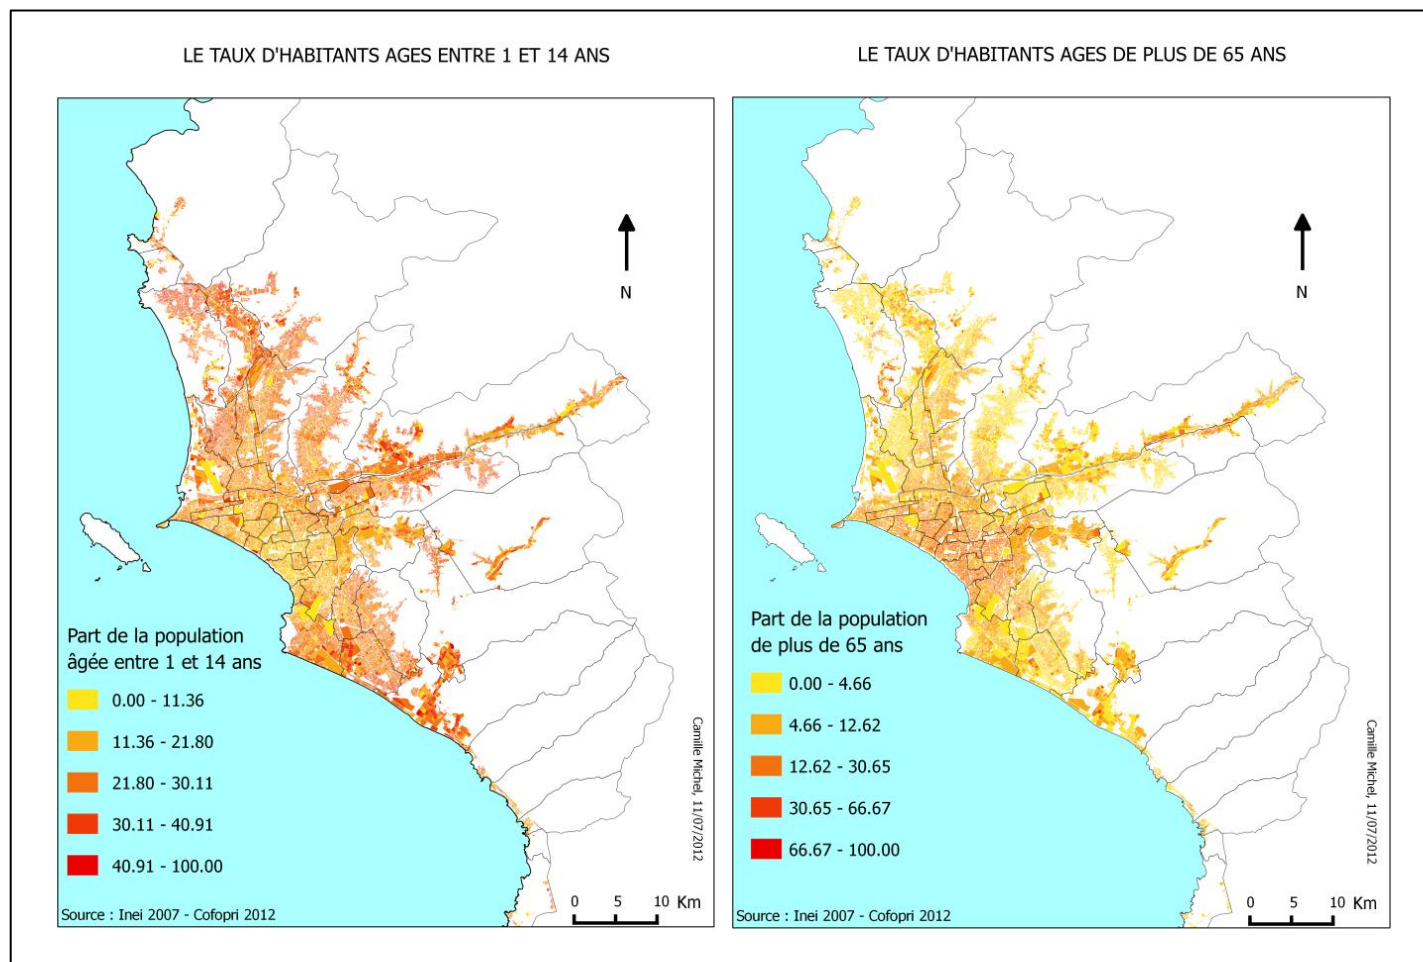 LE TAUX D'HABITANTS AGES ENTRE 1 ET 14 ANS
N
Part de la population
âgée entre 1 et 14 ans
0.00 - 11.36
11.36 - 21.80
21.80 - 30.11
30.11 - 40.91
40.91 - 100.00
Source : Inei 2007 - Cofopri 2012
0 5 10 Km
Camille Michel, 11/07/2012
LE TAUX D'HABITANTS AGES DE PLUS DE 65 ANS
N
Part de la population
de plus de 65 ans
0.00 - 4.66
4.66 - 12.62
12.62 - 30.65
30.65 - 66.67
66.67 - 100.00
Source : Inei 2007 - Cofopri 2012
0 5 10 Km
Camille Michel, 11/07/2012